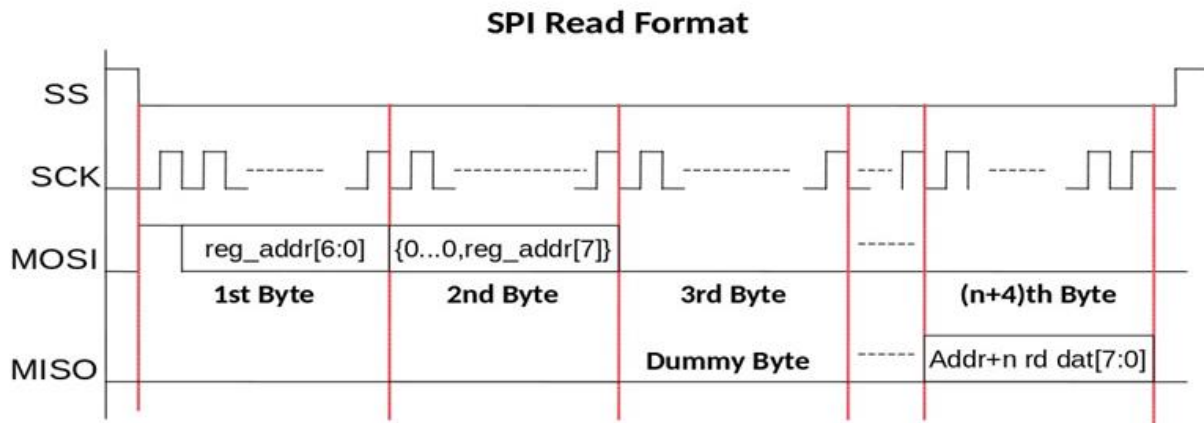 SPI Read Format
SS
SCK
MOSI
reg_addr[6:0]
{0...0,reg_addr[7]}
1st Byte
2nd Byte
3rd Byte
(n+4)th Byte
MISO
Dummy Byte
Addr+n rd dat[7:0]